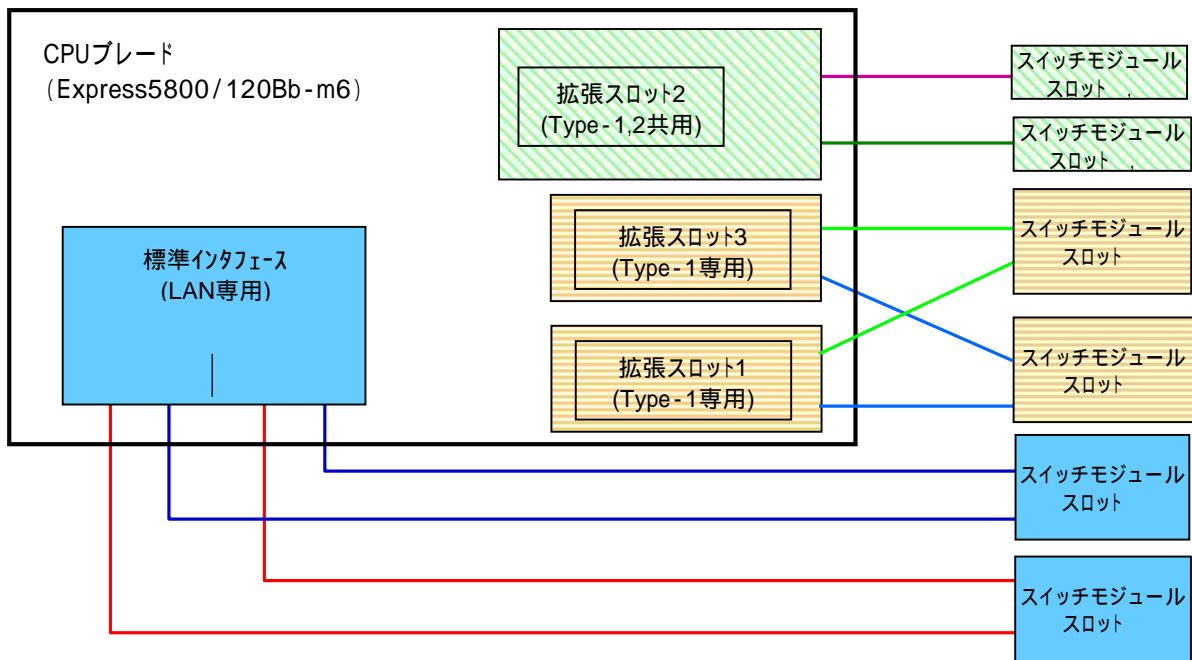 CPUブレード
(Express5800/120Bb-m6)
拡張スロット2
(Type-1,2共用)
スイッチモジュール
スロット ,
スイッチモジュール
スロット ,
拡張スロット3
(Type-1専用)
スイッチモジュール
スロット
標準インタフェース
(LAN専用)
拡張スロット1
(Type-1専用)
スイッチモジュール
スロット
スイッチモジュール
スロット
スイッチモジュール
スロット